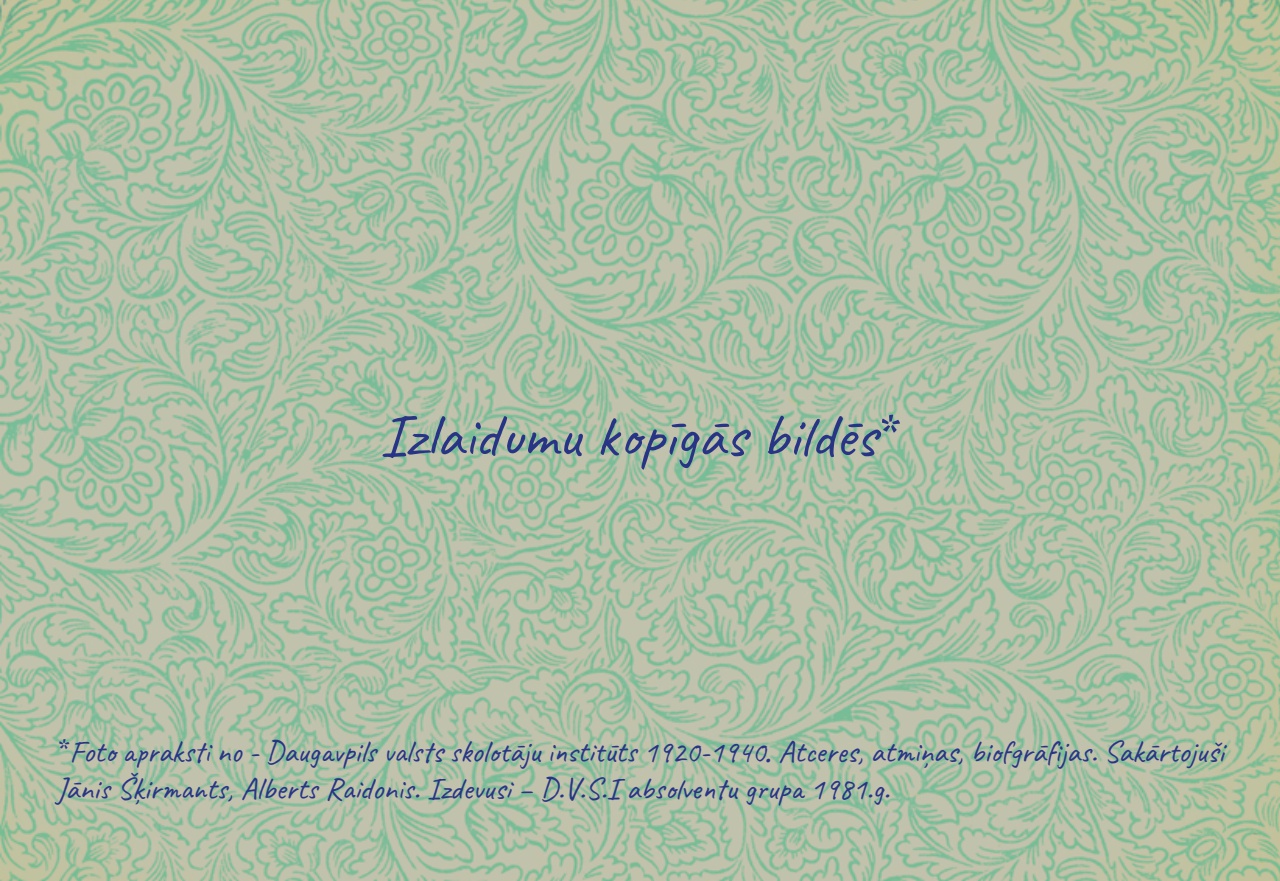 Izlaidumu kopīgās bildēs*
*Foto apraksti no - Daugavpils valsts skolotāju institūts 1920-1940. Atceres, atmiņas, biofgrāfijas. Sakārtojuši
Jānis Šķirmants, Alberts Raidonis. Izdevusi – D.V.S.I absolventu grupa 1981.g.